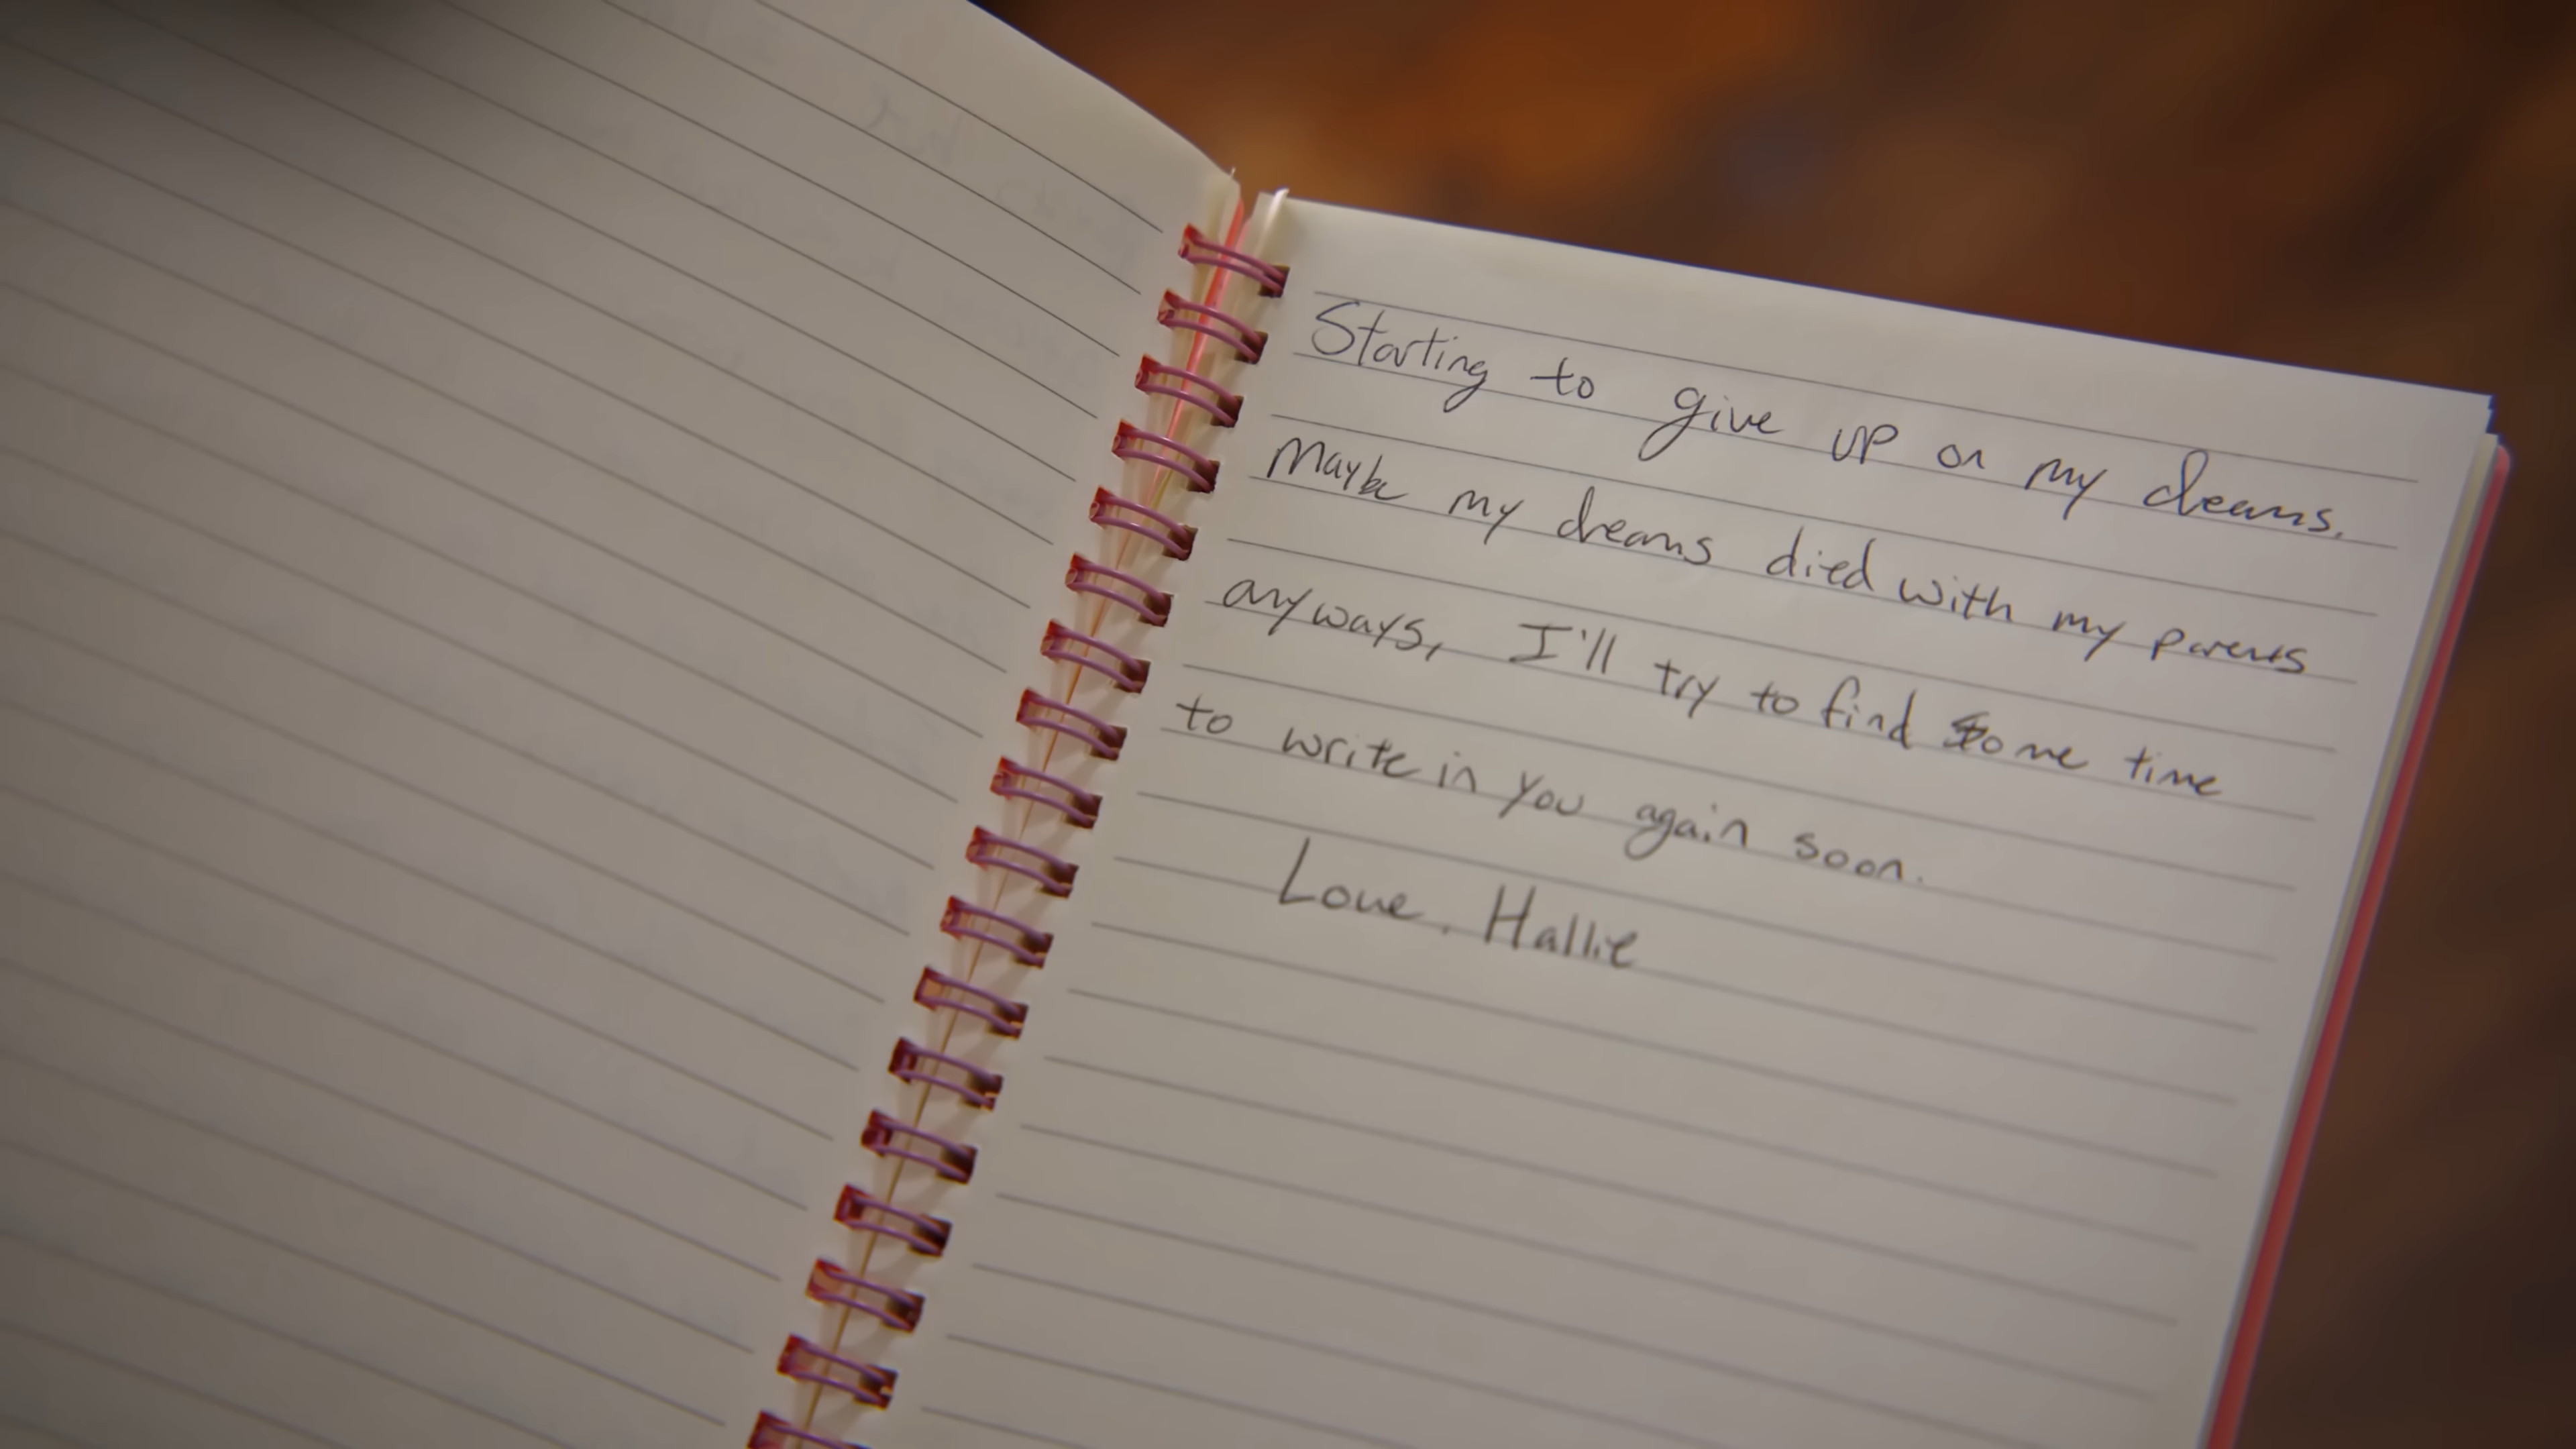 Starting to give up on my dreams.
Maybe my dreams died with my parents
anyways, I'll try to find some time
to write in you again soon.
Love, Hallie